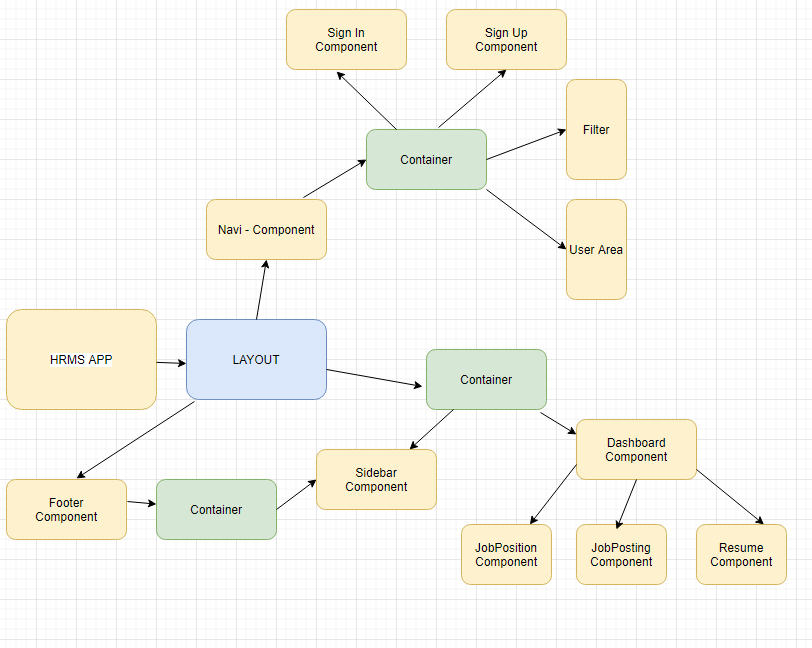 Sign In
Component
Sign Up
Component
Filter
Container
Navi - Component
User Area
HRMS APP
LAYOUT
Container
Dashboard
Component
Sidebar
Component
Footer
Component
Container
JobPosition
Component
JobPosting
Component
Resume
Component